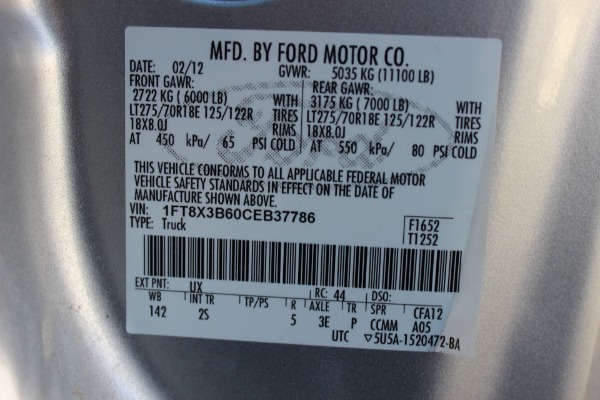 MFD. BY FORD MOTOR CO.
DATE: 02/12 GVWR: 5035 KG (11100 LB)
FRONT GAWR: REAR GAWR:
2722 KG (6000 LB) WITH 3175 KG (7000 LB) WITH
LT275/70R18E 125/122R TIRES LT275/70R18E 125/122R TIRES
18X8.0J RIMS 18X8.0J RIMS
AT 450 kPa/ 65 PSI COLD AT 550 kPa/ 80 PSI COLD
THIS VEHICLE CONFORMS TO ALL APPLICABLE FEDERAL MOTOR
VEHICLE SAFETY STANDARDS IN EFFECT ON THE DATE OF
MANUFACTURE SHOWN ABOVE.
VIN: 1FT8X3B60CEB37786 F1652
TYPE: Truck T1252
EXT PNT: UX RC: 44 DSO:
WB INT TR TP/PS R AXLE TR SPR CFA12
142 2S 5 3E P CCMM A05
UTC ▽5U5A-1520472-BA
Ford